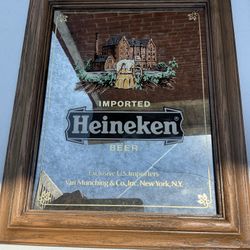 IMPORTED
Heineken
BEER
Exclusive U.S. Importers
Van Munching & Co., Inc. New York, N.Y.